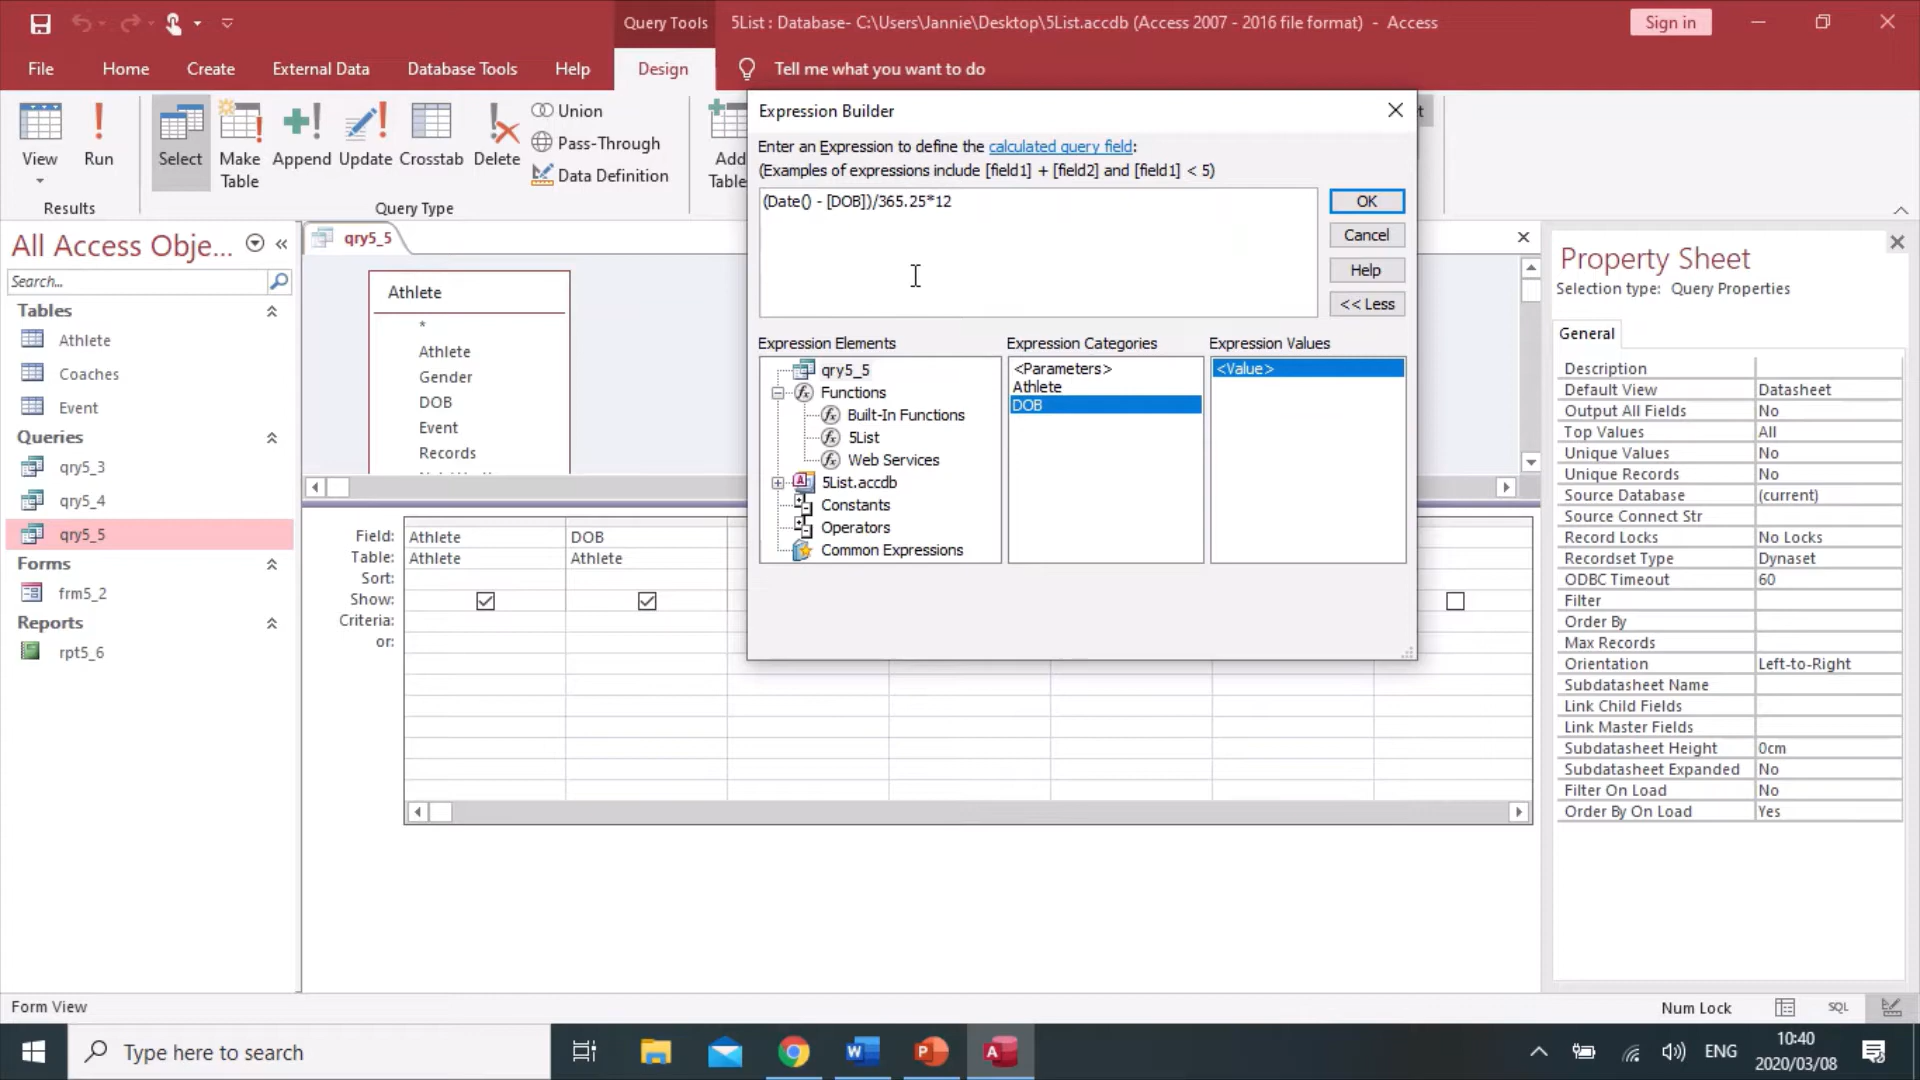 Query Tools
5List : Database- C:\Users\Jannie\Desktop\5List.accdb (Access 2007 - 2016 file format) - Access
Sign in
File
Home
Create
External Data
Database Tools
Help
Design
Tell me what you want to do
View
Run
Select
Make Table
Append
Update
Crosstab
Delete
Union
Pass-Through
Data Definition
Add
Table
Results
Query Type
Expression Builder
Enter an Expression to define the calculated query field:
(Examples of expressions include [field1] + [field2] and [field1] < 5)
(Date() - [DOB])/365.25*12
OK
Cancel
Help
<< Less
Expression Elements
qry5_5
Functions
Built-In Functions
5List
Web Services
5List.accdb
Constants
Operators
Common Expressions
Expression Categories
<Parameters>
Athlete
DOB
Expression Values
<Value>
All Access Obje...
Search...
Tables
Athlete
Coaches
Event
Queries
qry5_3
qry5_4
qry5_5
Forms
frm5_2
Reports
rpt5_6
qry5_5
Athlete
*
Athlete
Gender
DOB
Event
Records
Field: Athlete DOB
Table: Athlete Athlete
Sort:
Show:
Criteria:
or:
Property Sheet
Selection type: Query Properties
General
Description
Default View Datasheet
Output All Fields No
Top Values All
Unique Values No
Unique Records No
Source Database (current)
Source Connect Str
Record Locks No Locks
Recordset Type Dynaset
ODBC Timeout 60
Filter
Order By
Max Records
Orientation Left-to-Right
Subdatasheet Name
Link Child Fields
Link Master Fields
Subdatasheet Height 0cm
Subdatasheet Expanded No
Filter On Load No
Order By On Load Yes
Form View
Num Lock
SQL
Type here to search
ENG
10:40
2020/03/08